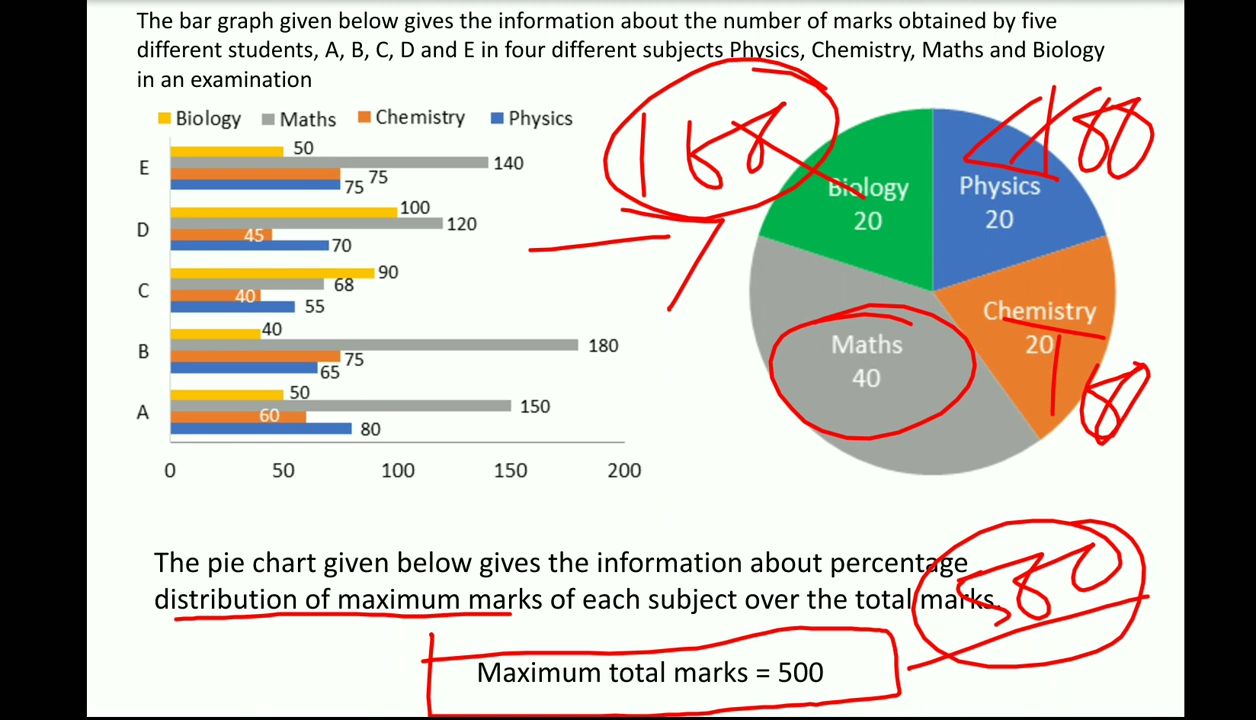 The bar graph given below gives the information about the number of marks obtained by five
different students, A, B, C, D and E in four different subjects Physics, Chemistry, Maths and Biology
in an examination
Biology Maths Chemistry Physics
E 50 140 75 75
D 100 120 45 70
C 90 68 40 55
B 40 180 75 65
A 50 150 60 80
0 50 100 150 200
Biology
20
Physics
20
Chemistry
20
Maths
40
The pie chart given below gives the information about percentage
distribution of maximum marks of each subject over the total marks.
Maximum total marks = 500